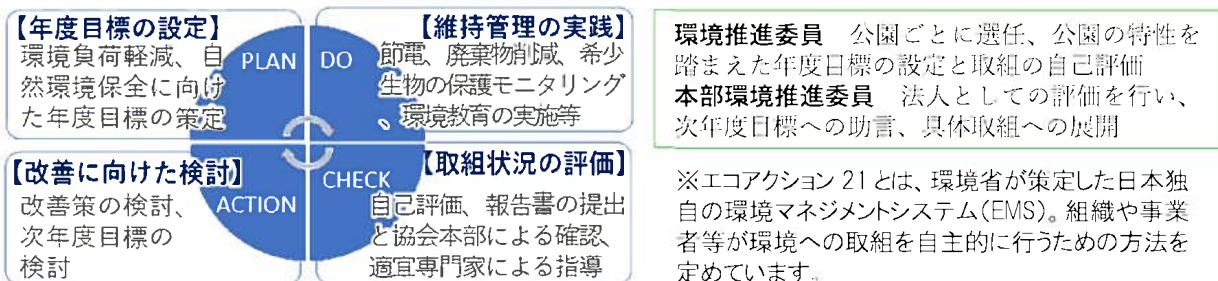 【年度目標の設定】
環境負荷軽減、自
然環境保全に向け
た年度目標の策定
PLAN
DO
【維持管理の実践】
節電、廃棄物削減、希少
生物の保護モニタリング
、環境教育の実施等
【改善に向けた検討】
改善策の検討、
次年度目標の
検討
ACTION
CHECK
【取組状況の評価】
自己評価、報告書の提出
と協会本部による確認、
適宜専門家による指導
環境推進委員　公園ごとに選任、公園の特性を
踏まえた年度目標の設定と取組の自己評価
本部環境推進委員　法人としての評価を行い、
次年度目標への助言、具体取組への展開
※エコアクション21とは、環境省が策定した日本独
自の環境マネジメントシステム(EMS)。組織や事業
者等が環境への取組を自主的に行うための方法を
定めています。